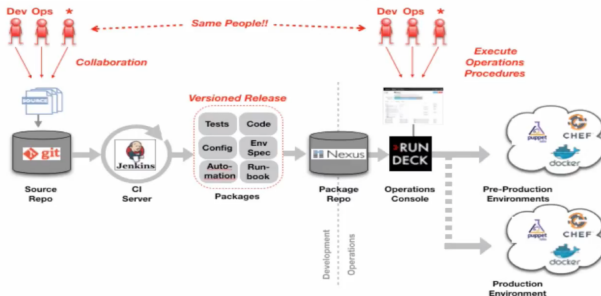 Dev Ops *
Same People!!
Dev Ops *
Collaboration
Execute
Operations
Procedures
Versioned Release
Tests
Code
Config
Env
Spec
Auto-
mation
Run-
book
git
Jenkins
Nexus
>RUN
DECK
puppet
CHEF
docker
Source
Repo
CI
Server
Packages
Package
Repo
Operations
Console
Pre-Production
Environments
Development
Operations
puppet
CHEF
docker
Production
Environment